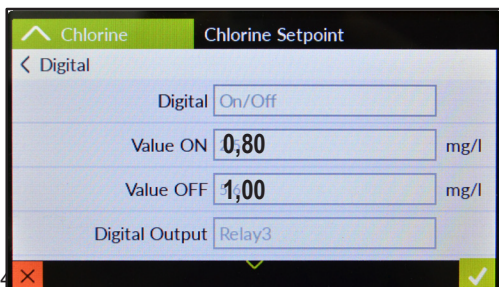 Chlorine Chlorine Setpoint
Digital
Digital On/Off
Value ON 0,80 mg/l
Value OFF 1,00 mg/l
Digital Output Relay3